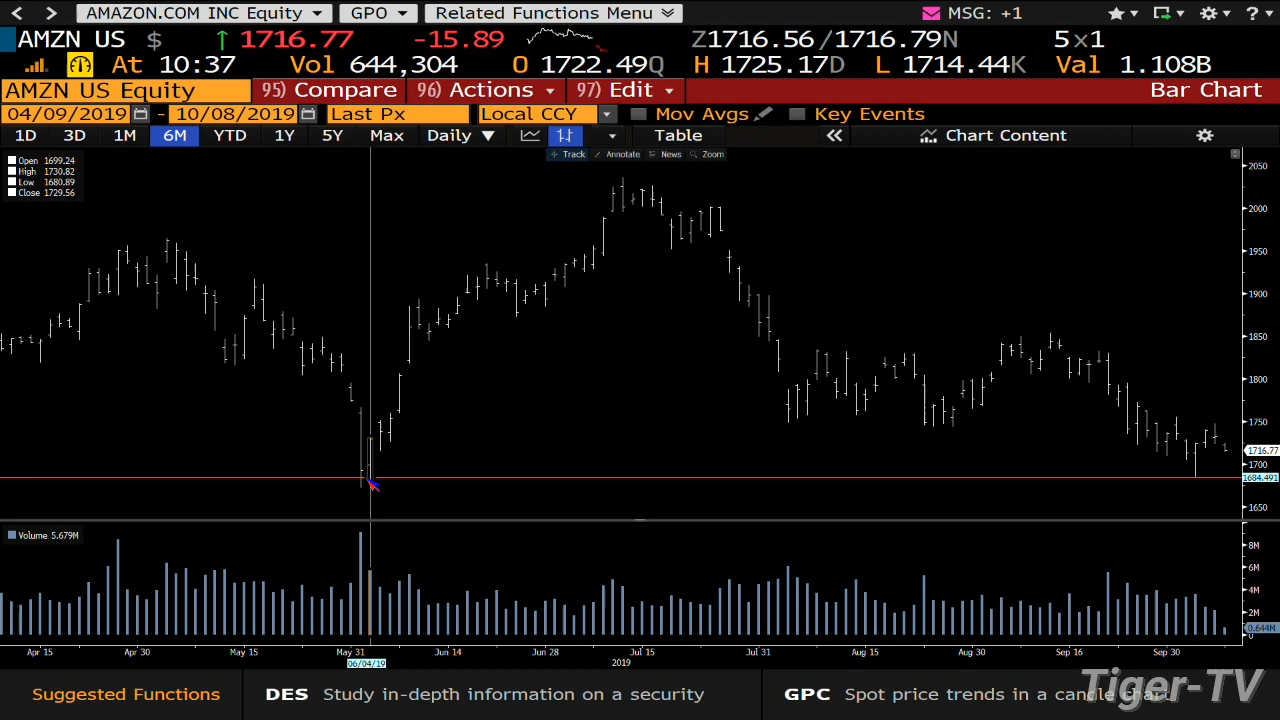 AMAZON.COM INC Equity GPO Related Functions Menu MSG: +1 ?
AMZN US $ ↑ 1716.77 -15.89 Z1716.56/1716.79N 5x1
At 10:37 Vol 644,304 O 1722.49Q H 1725.17D L 1714.44K Val 1.108B
AMZN US Equity 95) Compare 96) Actions 97) Edit Bar Chart
04/09/2019 - 10/08/2019 Last Px Local CCY Mov Avgs Key Events
1D 3D 1M 6M YTD 1Y 5Y Max Daily ▼ Table « Chart Content
Track Annotate News Zoom
Open 1699.24
High 1730.82
Low 1680.89
Close 1729.56
2050
2000
1950
1900
1850
1800
1750
1716.77
1700
1684.491
1650
Volume 5.679M
8M
6M
4M
2M
0.644M
0
Apr 15 Apr 30 May 15 May 31 Jun 14 Jun 28 Jul 15 Jul 31 Aug 15 Aug 30 Sep 16 Sep 30
06/04/19 2019
Suggested Functions DES Study in-depth information on a security GPC Spot price trends in a candle chart
Tiger-TV